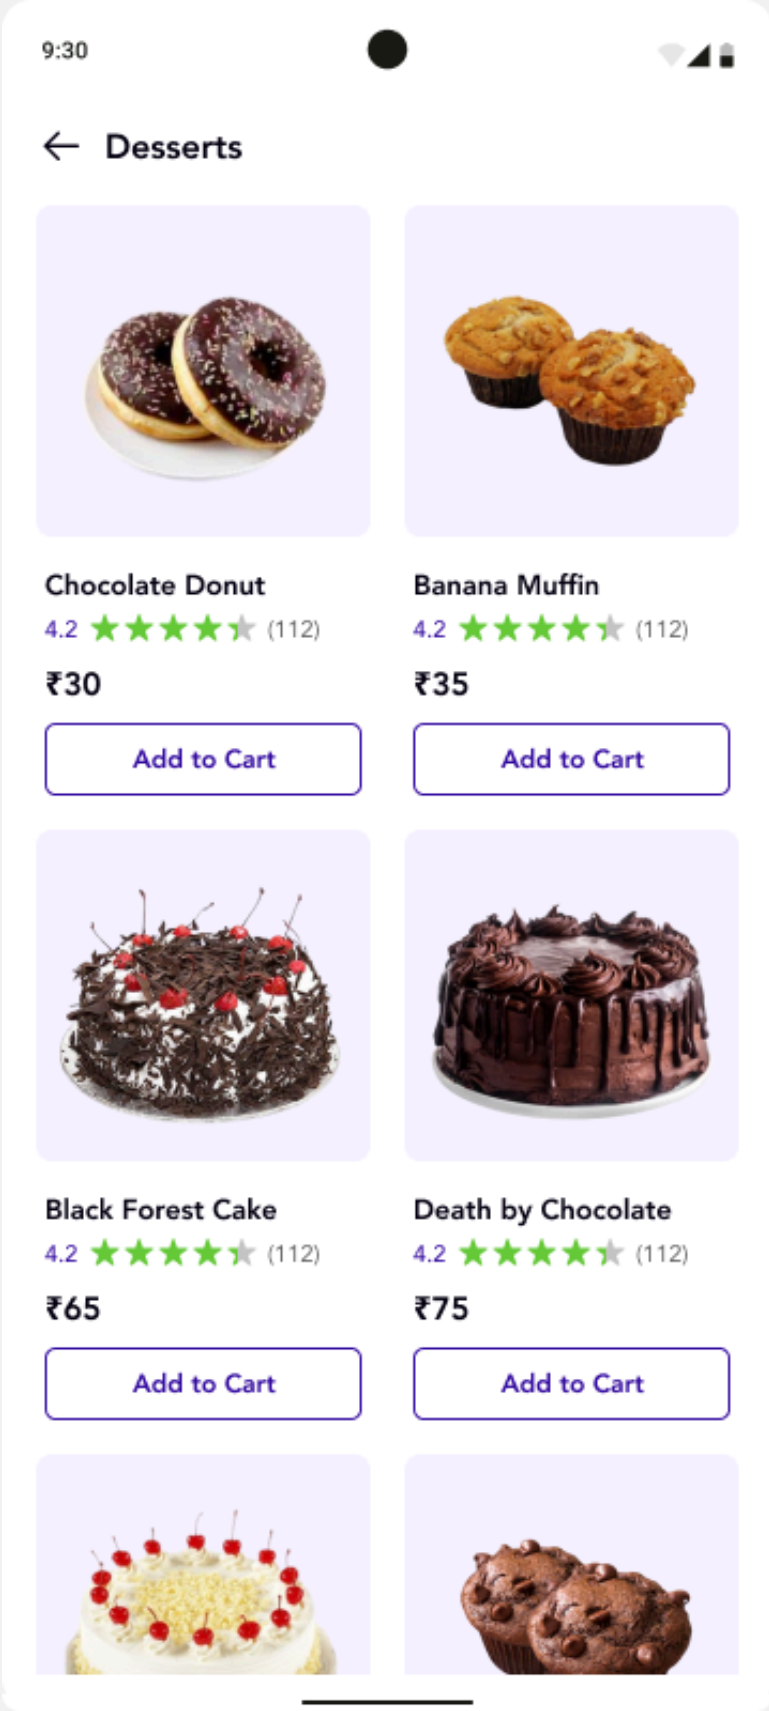 9:30
Desserts
Chocolate Donut
4.2 (112)
₹30
Add to Cart
Banana Muffin
4.2 (112)
₹35
Add to Cart
Black Forest Cake
4.2 (112)
₹65
Add to Cart
Death by Chocolate
4.2 (112)
₹75
Add to Cart